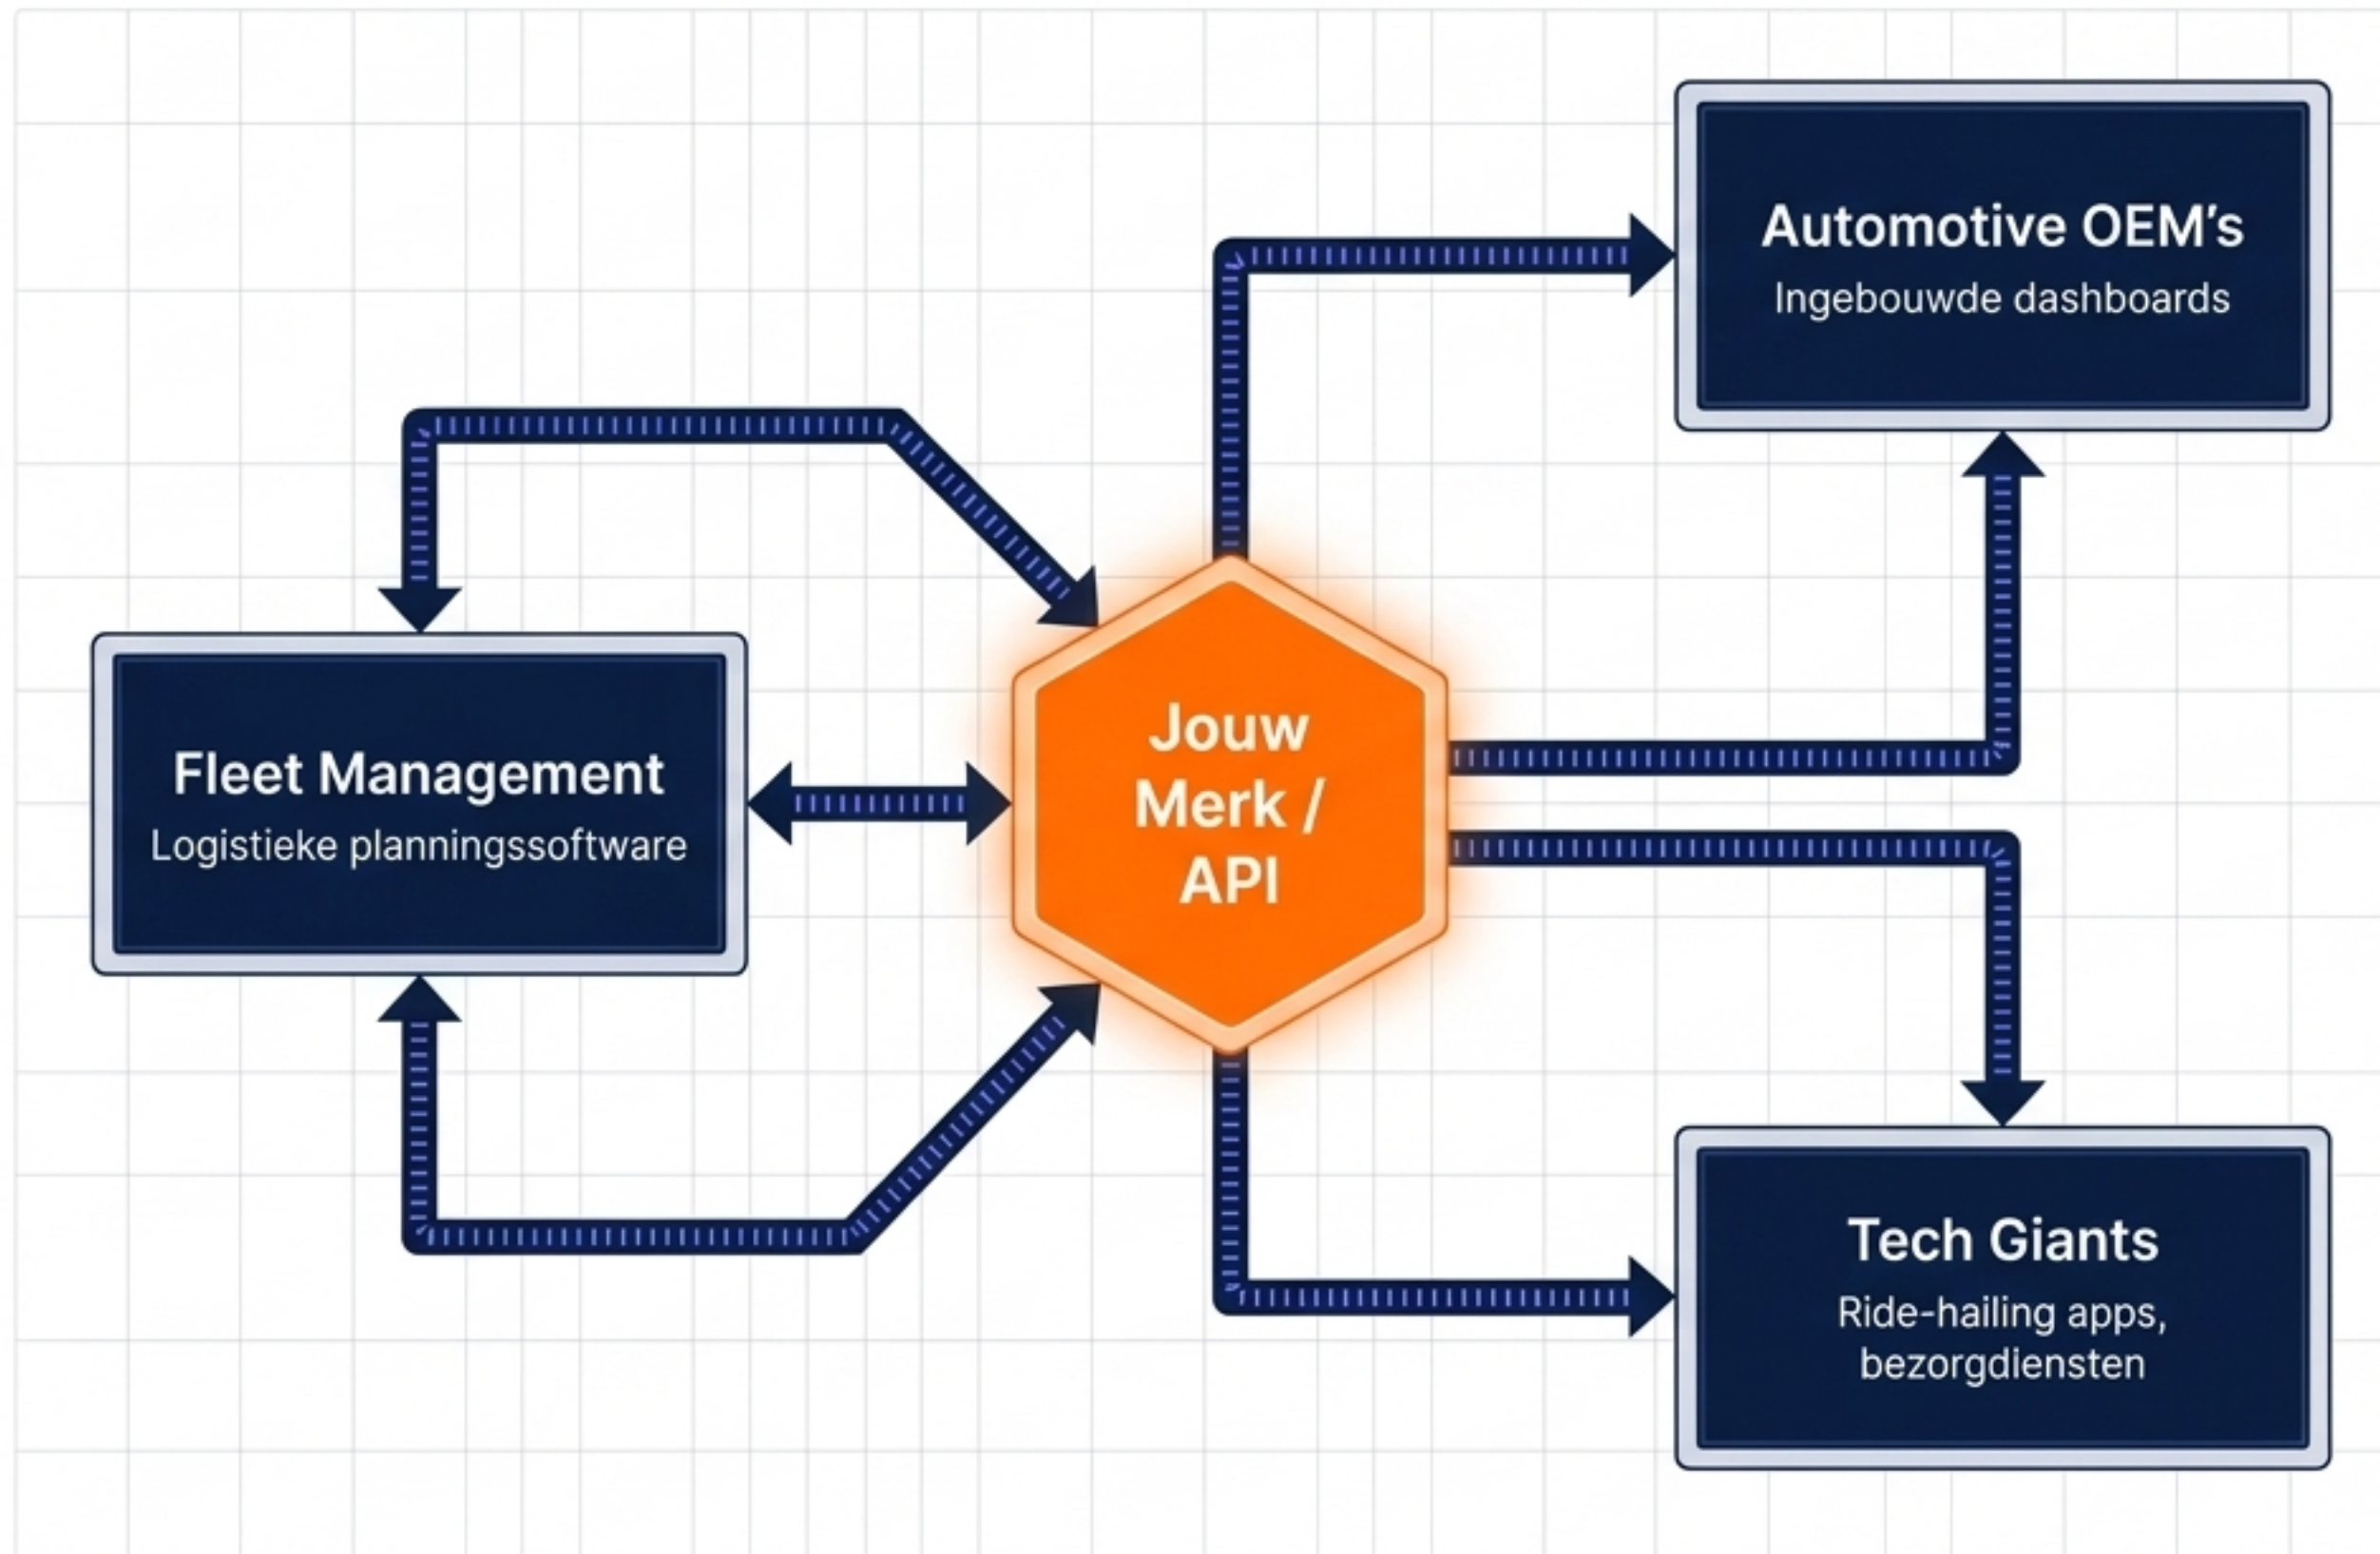 Automotive OEM’s
Ingebouwde dashboards
Fleet Management
Logistieke planningssoftware
Jouw
Merk /
API
Tech Giants
Ride-hailing apps,
bezorgdiensten